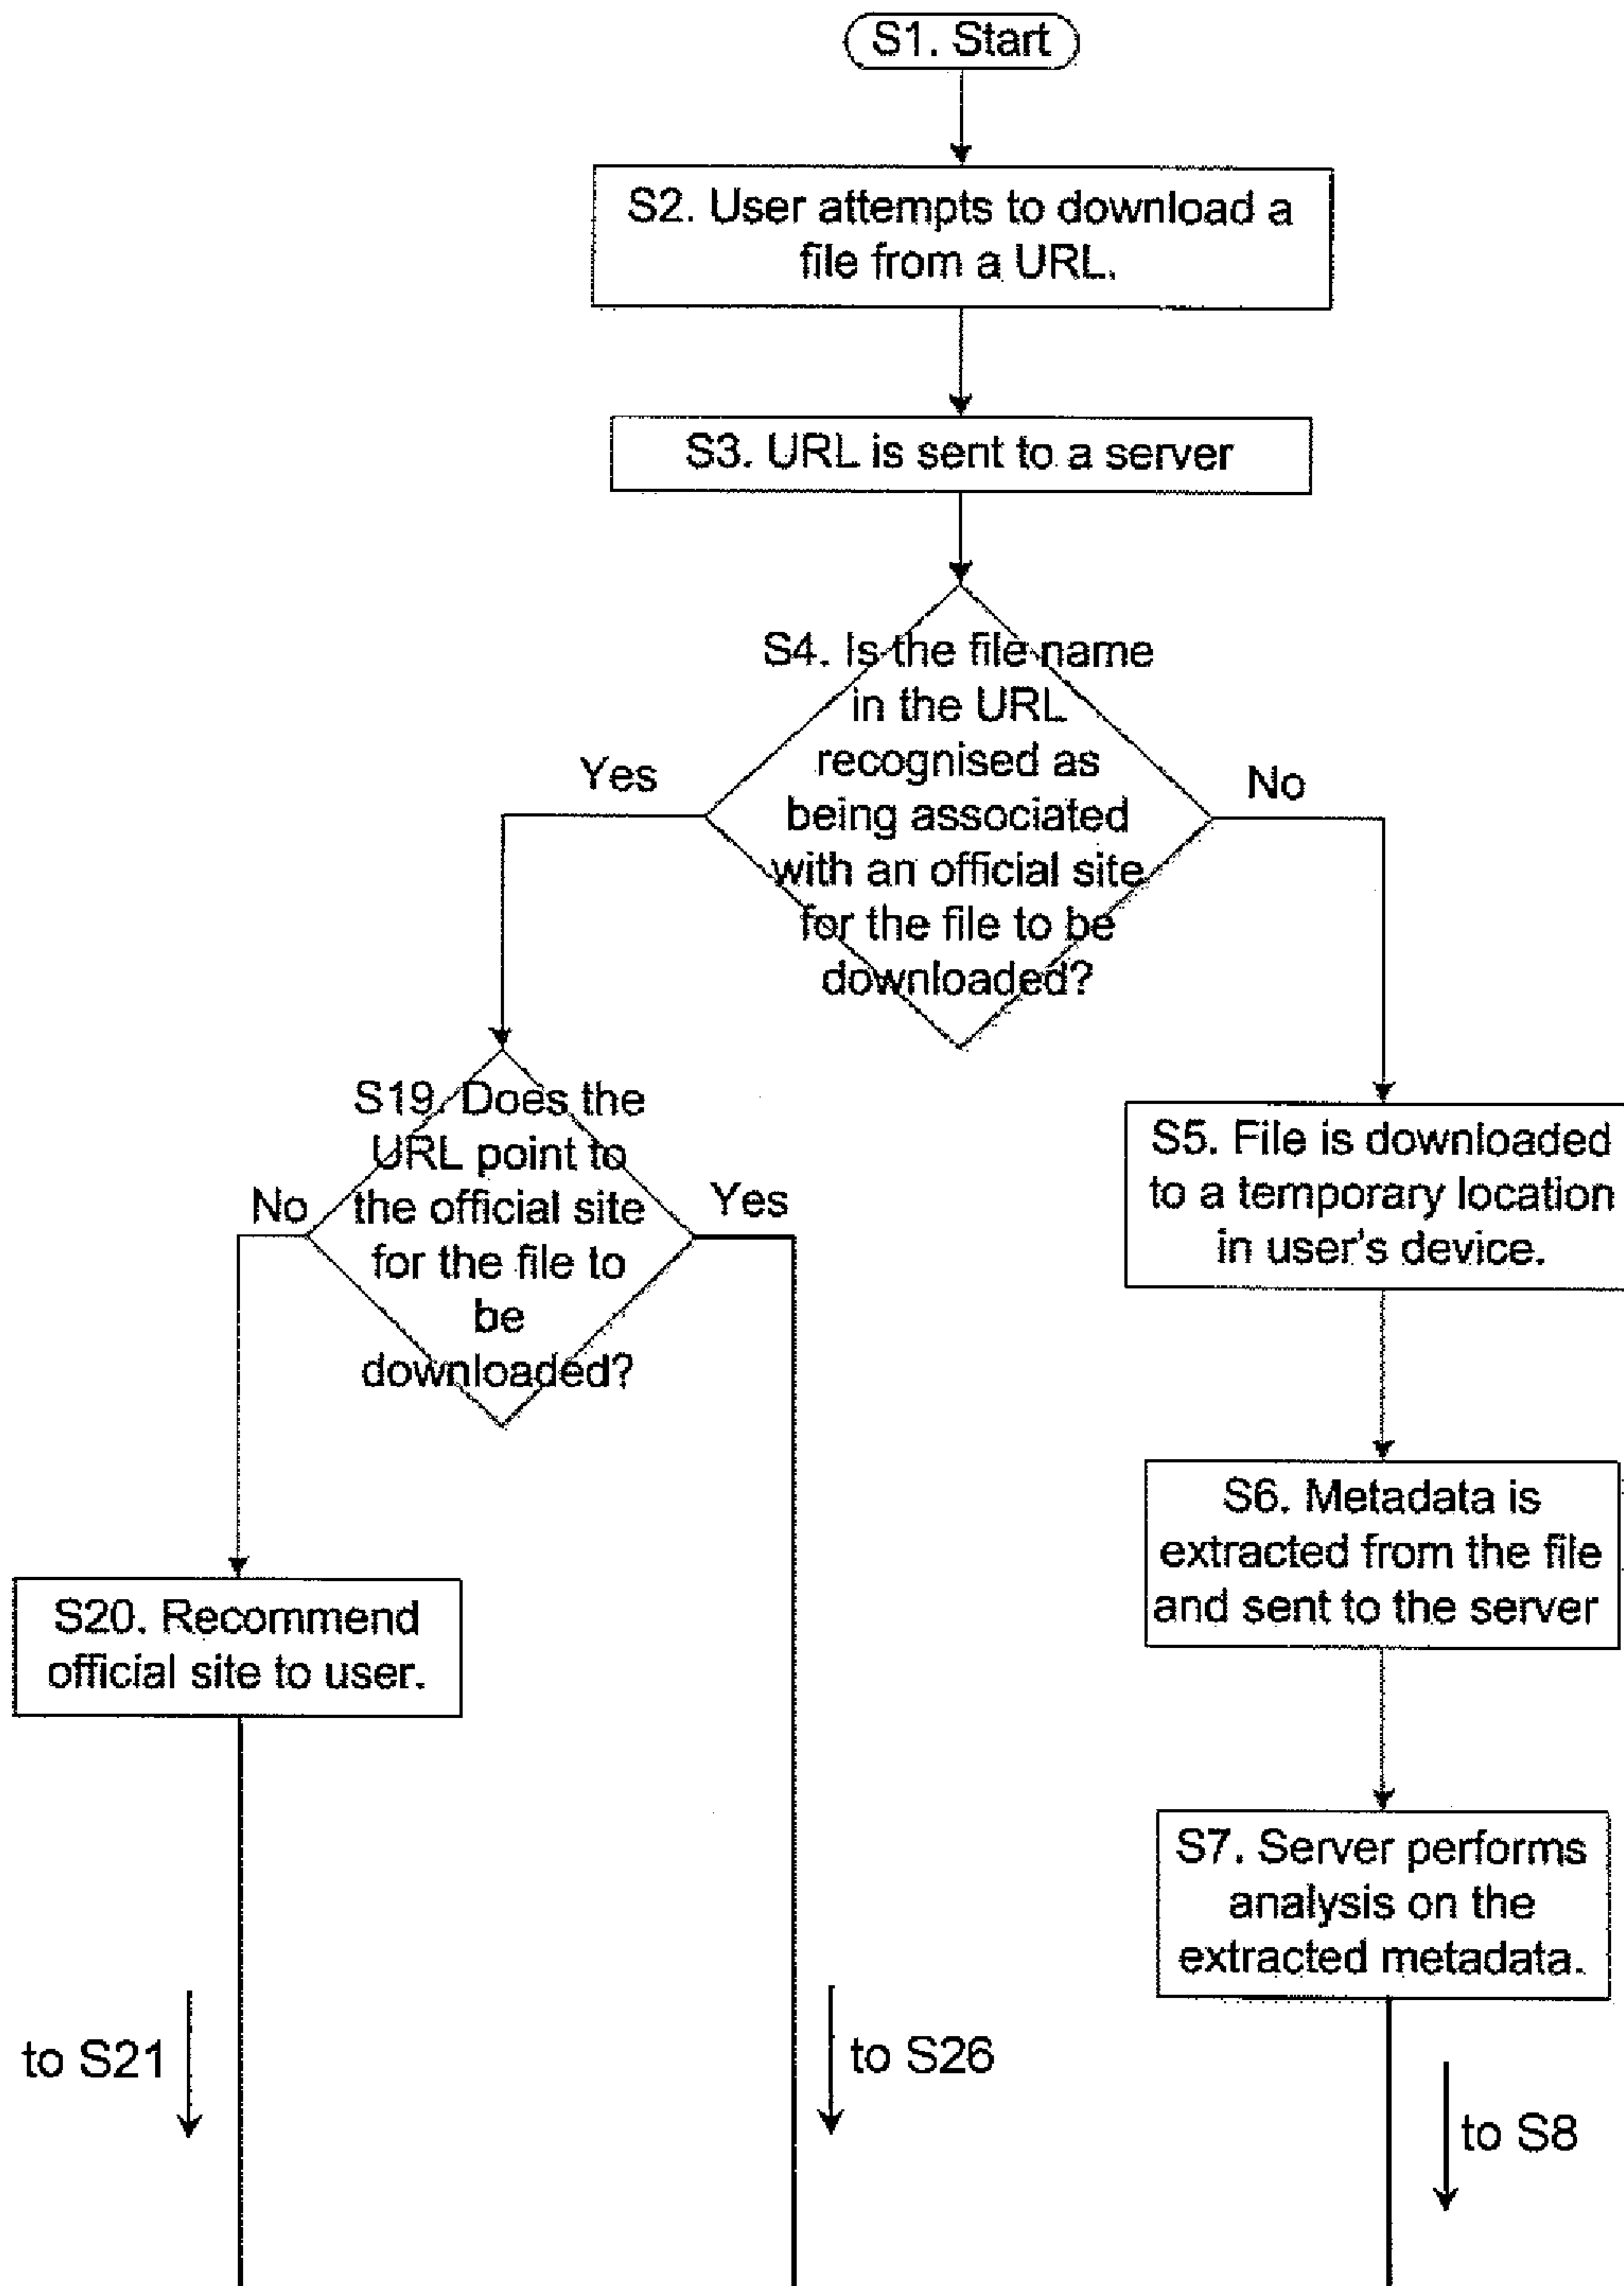 S1. Start
S2. User attempts to download a
file from a URL.
S3. URL is sent to a server
S4. Is the file name
in the URL
recognised as
being associated
with an official site
for the file to be
downloaded?
Yes
No
S19. Does the
URL point to
the official site
for the file to
be
downloaded?
No
Yes
S5. File is downloaded
to a temporary location
in user's device.
S6. Metadata is
extracted from the file
and sent to the server
S20. Recommend
official site to user.
S7. Server performs
analysis on the
extracted metadata.
to S21
to S26
to S8